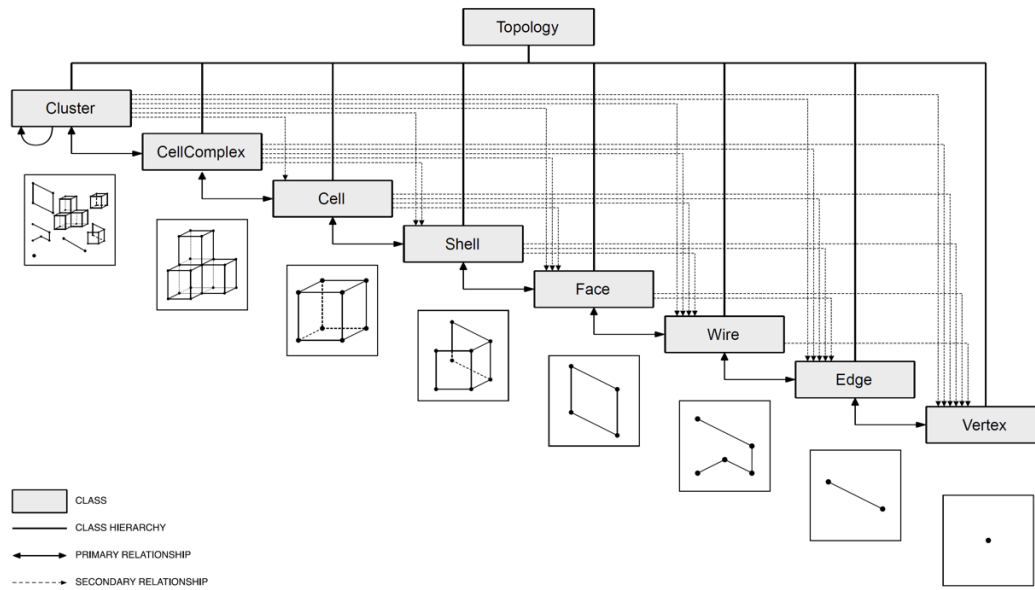 Topology
Cluster
CellComplex
Cell
Shell
Face
Wire
Edge
Vertex
CLASS
CLASS HIERARCHY
PRIMARY RELATIONSHIP
SECONDARY RELATIONSHIP